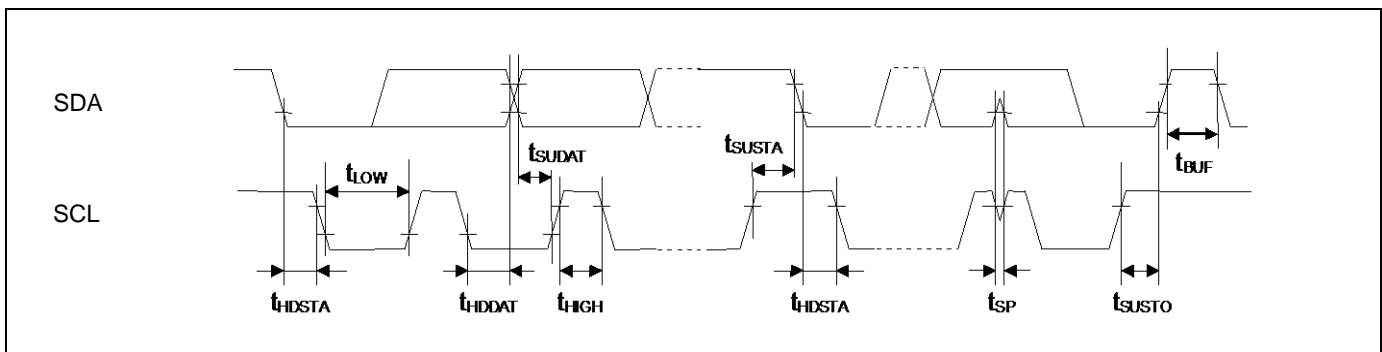 SDA
tSUDAT
tSUSTA
tBUF
tLOW
SCL
tHDSTA
tHDDAT
tHIGH
tHDSTA
tSP
tSUSTO